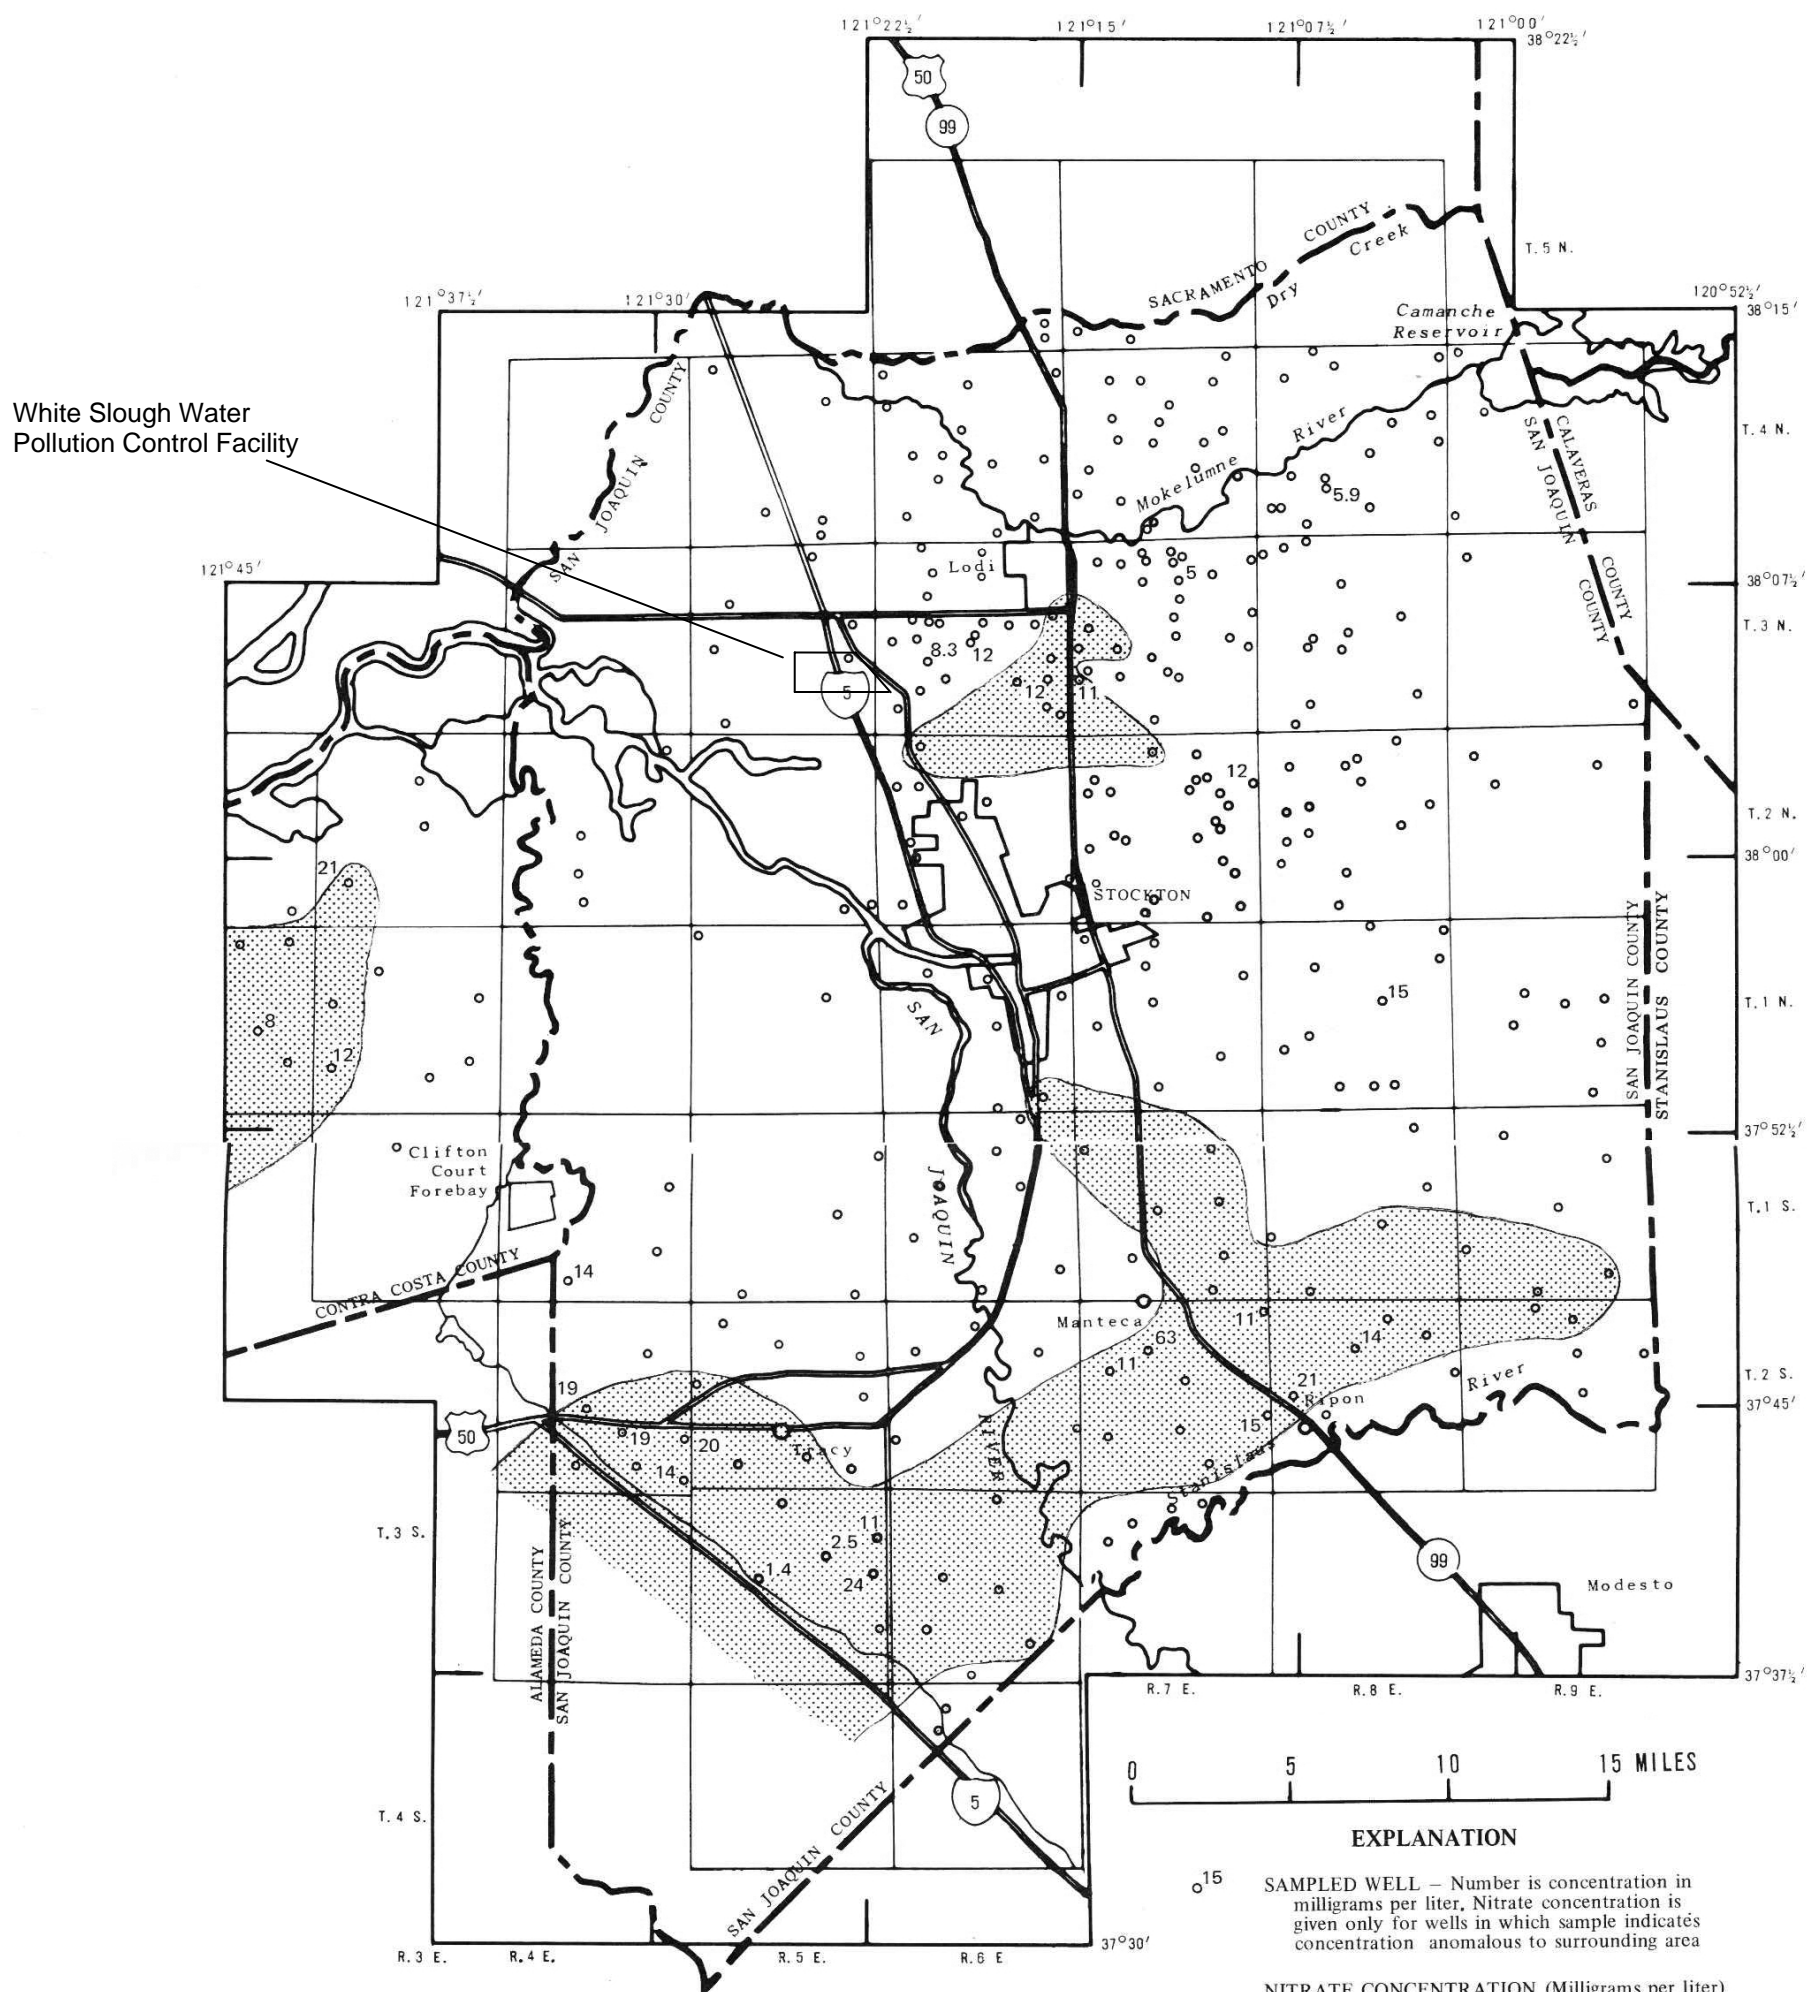 121°22½′
121°15′
121°07½′
121°00′
38°22½′
50
99
COUNTY
Creek
SACRAMENTO
Dry
T.5 N.
121°37½′
121°30′
120°52½′
38°15′
Camanche
Reservoir
COUNTY
White Slough Water
Pollution Control Facility
River
T.4 N.
CALAVERAS
SAN JOAQUIN
Mokelumne
5.9
JOAQUIN
SAN
121°45′
Lodi
5
38°07½′
COUNTY
COUNTY
T.3 N.
8.3
12
12
11
5
12
T.2 N.
38°00′
21
STOCKTON
SAN JOAQUIN COUNTY
STANISLAUS COUNTY
15
T.1 N.
SAN
8
12
37°52½′
Clifton
Court
Forebay
JOAQUIN
T.1 S.
CONTRA COSTA COUNTY
14
Manteca
11
63
14
11
T.2 S.
19
21
River
Ripon
37°45′
50
19
20
Tracy
RIVER
15
14
Stanislaus
T.3 S.
11
2.5
1.4
24
99
Modesto
ALAMEDA COUNTY
SAN JOAQUIN COUNTY
37°37½′
R.7 E.
R.8 E.
R.9 E.
0
5
10
15 MILES
T.4 S.
5
SAN JOAQUIN COUNTY
EXPLANATION
15
SAMPLED WELL – Number is concentration in
milligrams per liter. Nitrate concentration is
given only for wells in which sample indicates
concentration anomalous to surrounding area
37°30′
R.3 E.
R.4 E.
R.5 E.
R.6 E
NITRATE CONCENTRATION (Milligrams per liter)